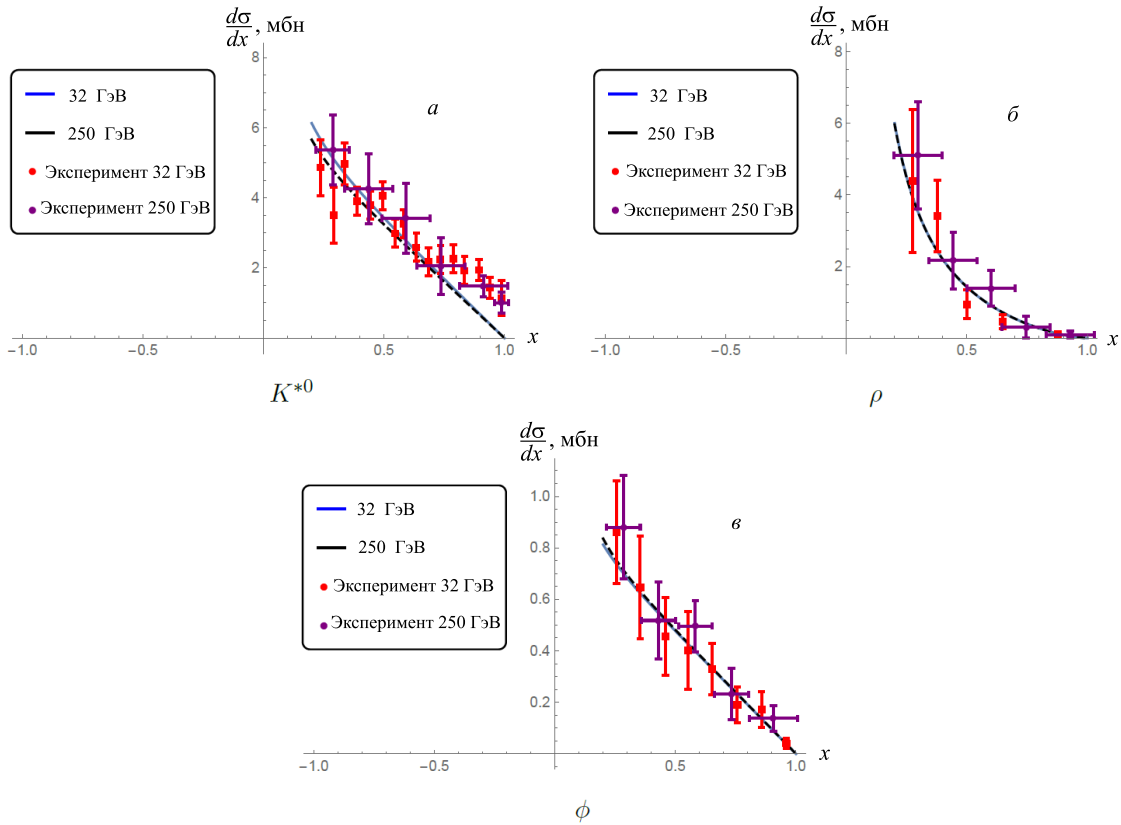 dσ/dx, мбн
8
6
4
2
32 ГэВ
250 ГэВ
Эксперимент 32 ГэВ
Эксперимент 250 ГэВ
а
−1.0 −0.5 0.5 1.0 x
K*0
dσ/dx, мбн
8
6
4
2
32 ГэВ
250 ГэВ
Эксперимент 32 ГэВ
Эксперимент 250 ГэВ
б
−1.0 −0.5 0.5 1.0 x
ρ
dσ/dx, мбн
1.0
0.8
0.6
0.4
0.2
32 ГэВ
250 ГэВ
Эксперимент 32 ГэВ
Эксперимент 250 ГэВ
в
−1.0 −0.5 0.5 1.0 x
ϕ